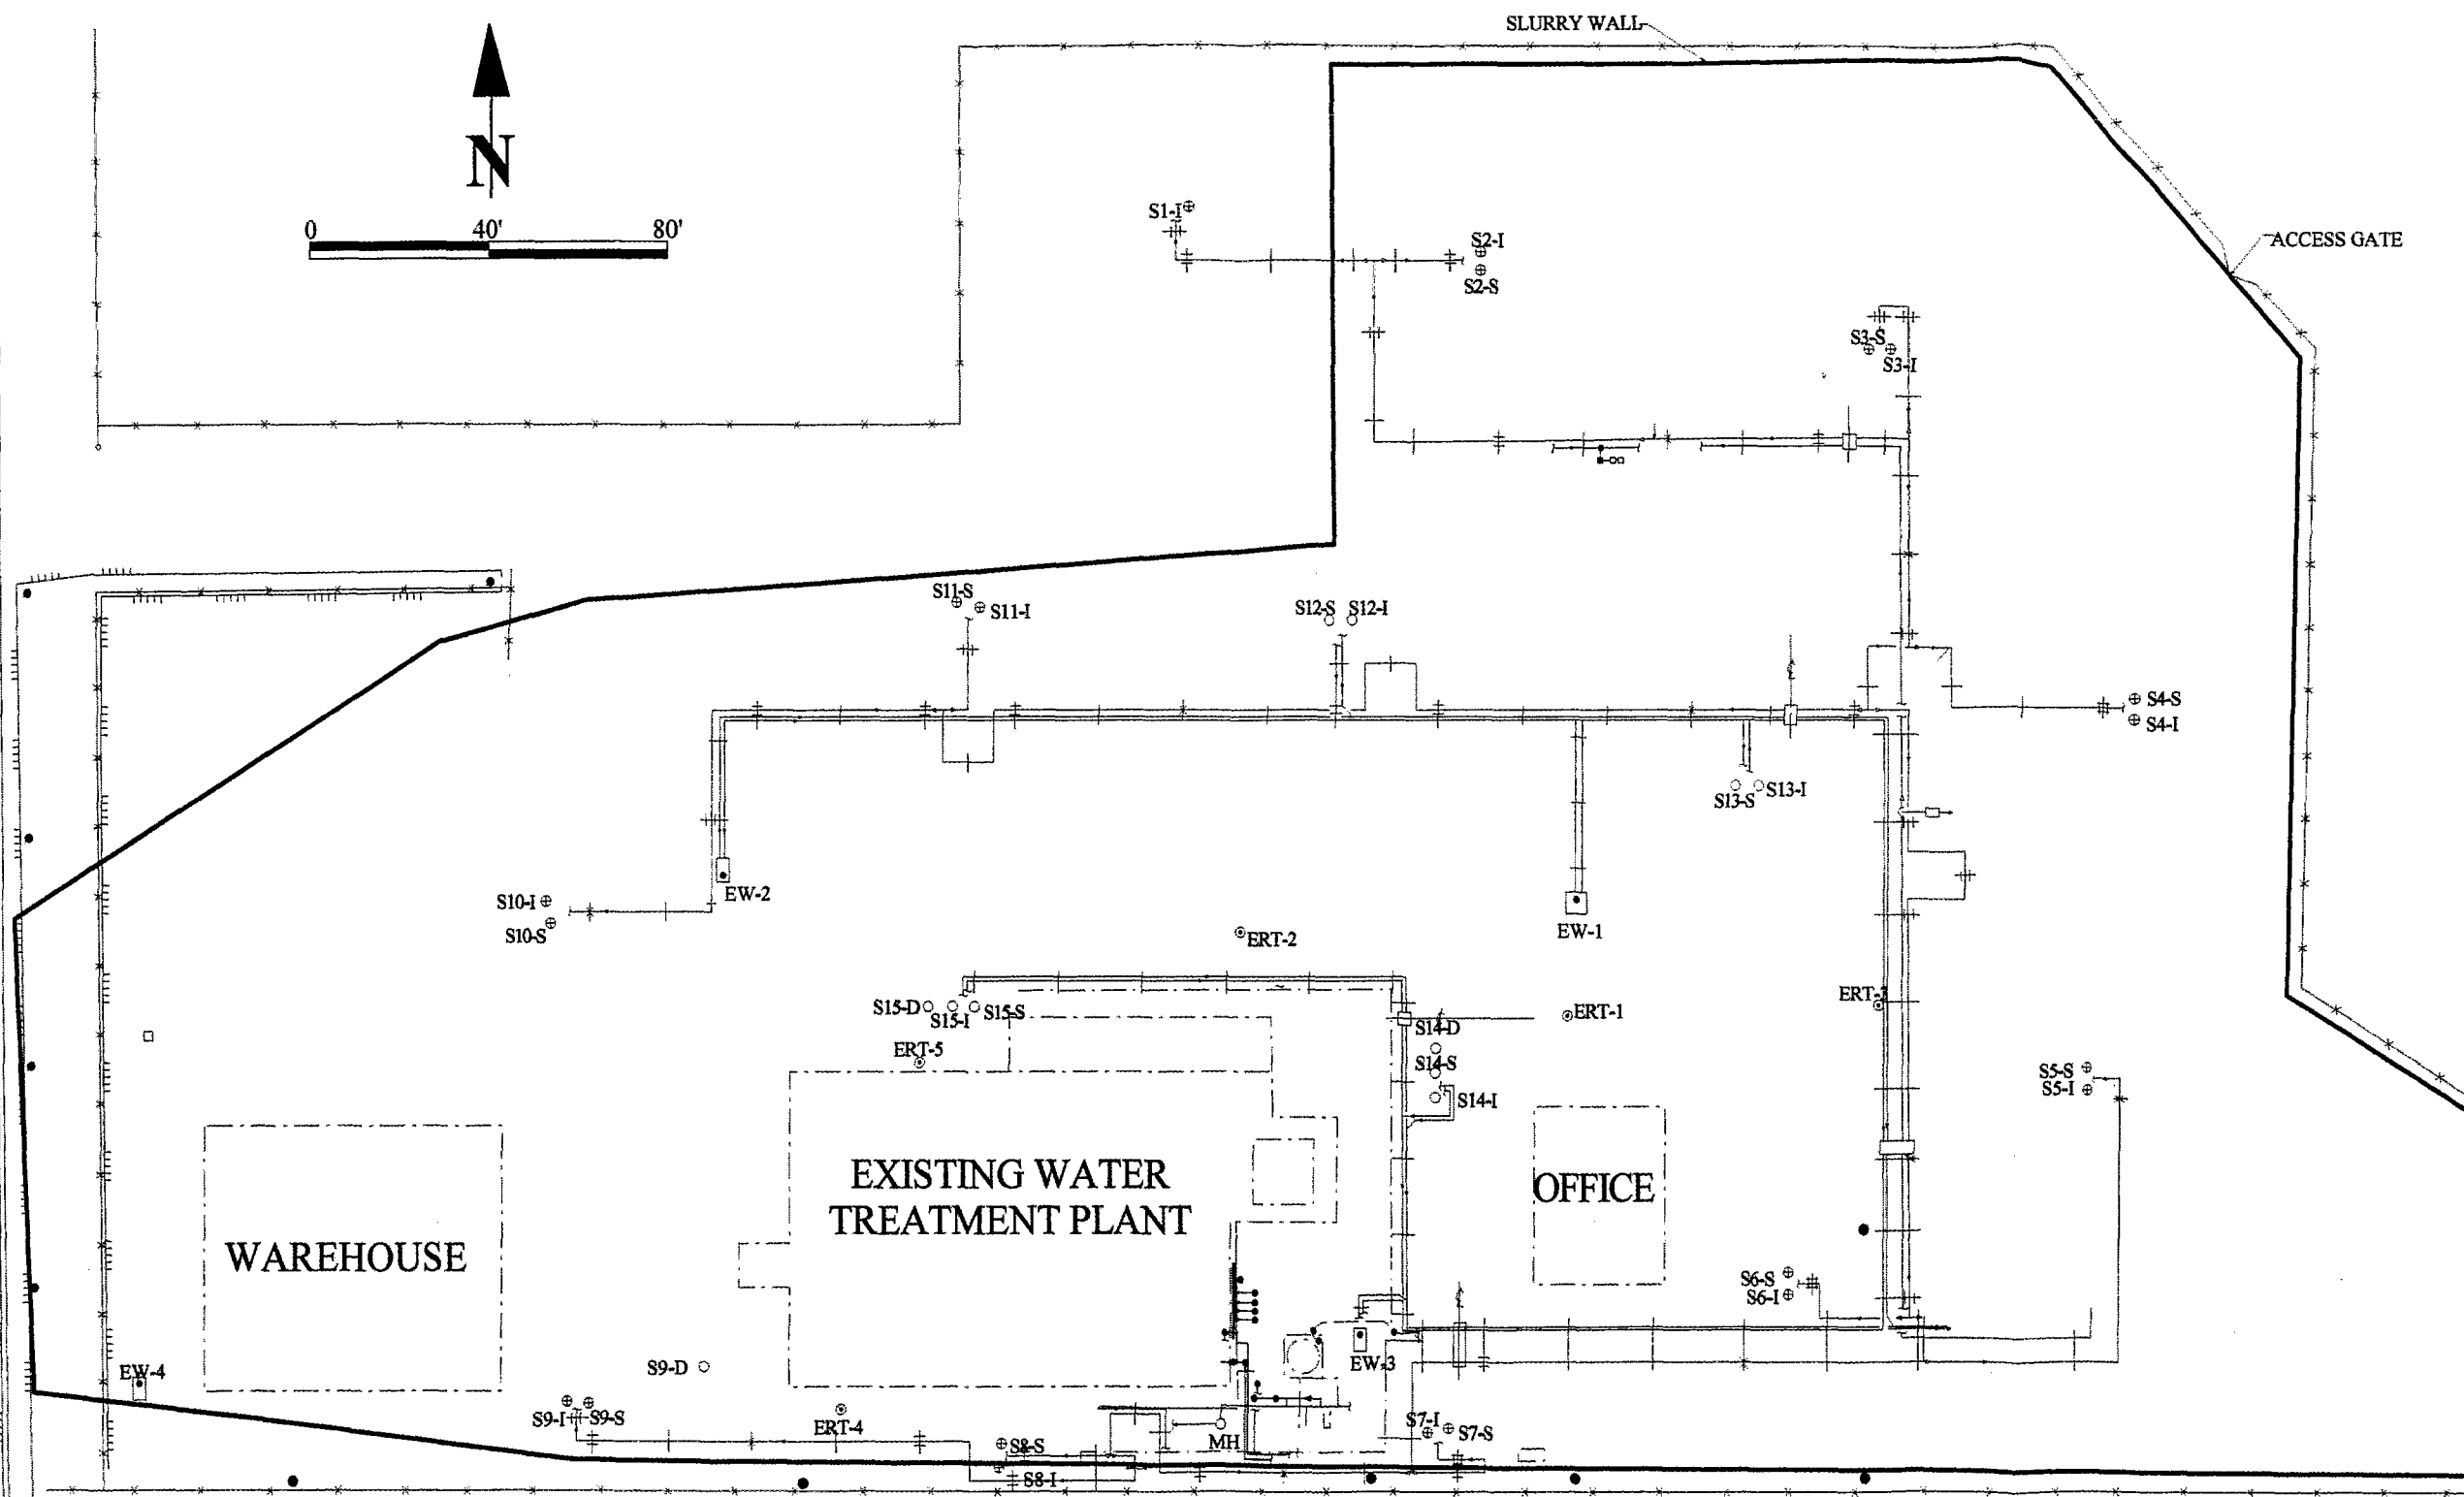 SLURRY WALL
N
0 40' 80'
S1-I
S2-I
S2-S
ACCESS GATE
S3-S
S3-I
S11-S
S11-I
S12-S S12-I
S4-S
S4-I
S13-S S13-I
EW-2
S10-I
S10-S
EW-1
ERT-2
ERT-3
S15-D S15-I S15-S
ERT-1
S14-D
ERT-5
S14-S
S14-I
S5-S
S5-I
EXISTING WATER
TREATMENT PLANT
OFFICE
WAREHOUSE
S6-S
S6-I
EW-4
S9-D
EW-3
S9-I S9-S
ERT-4
MH
S7-I
S7-S
S8-S
S8-I